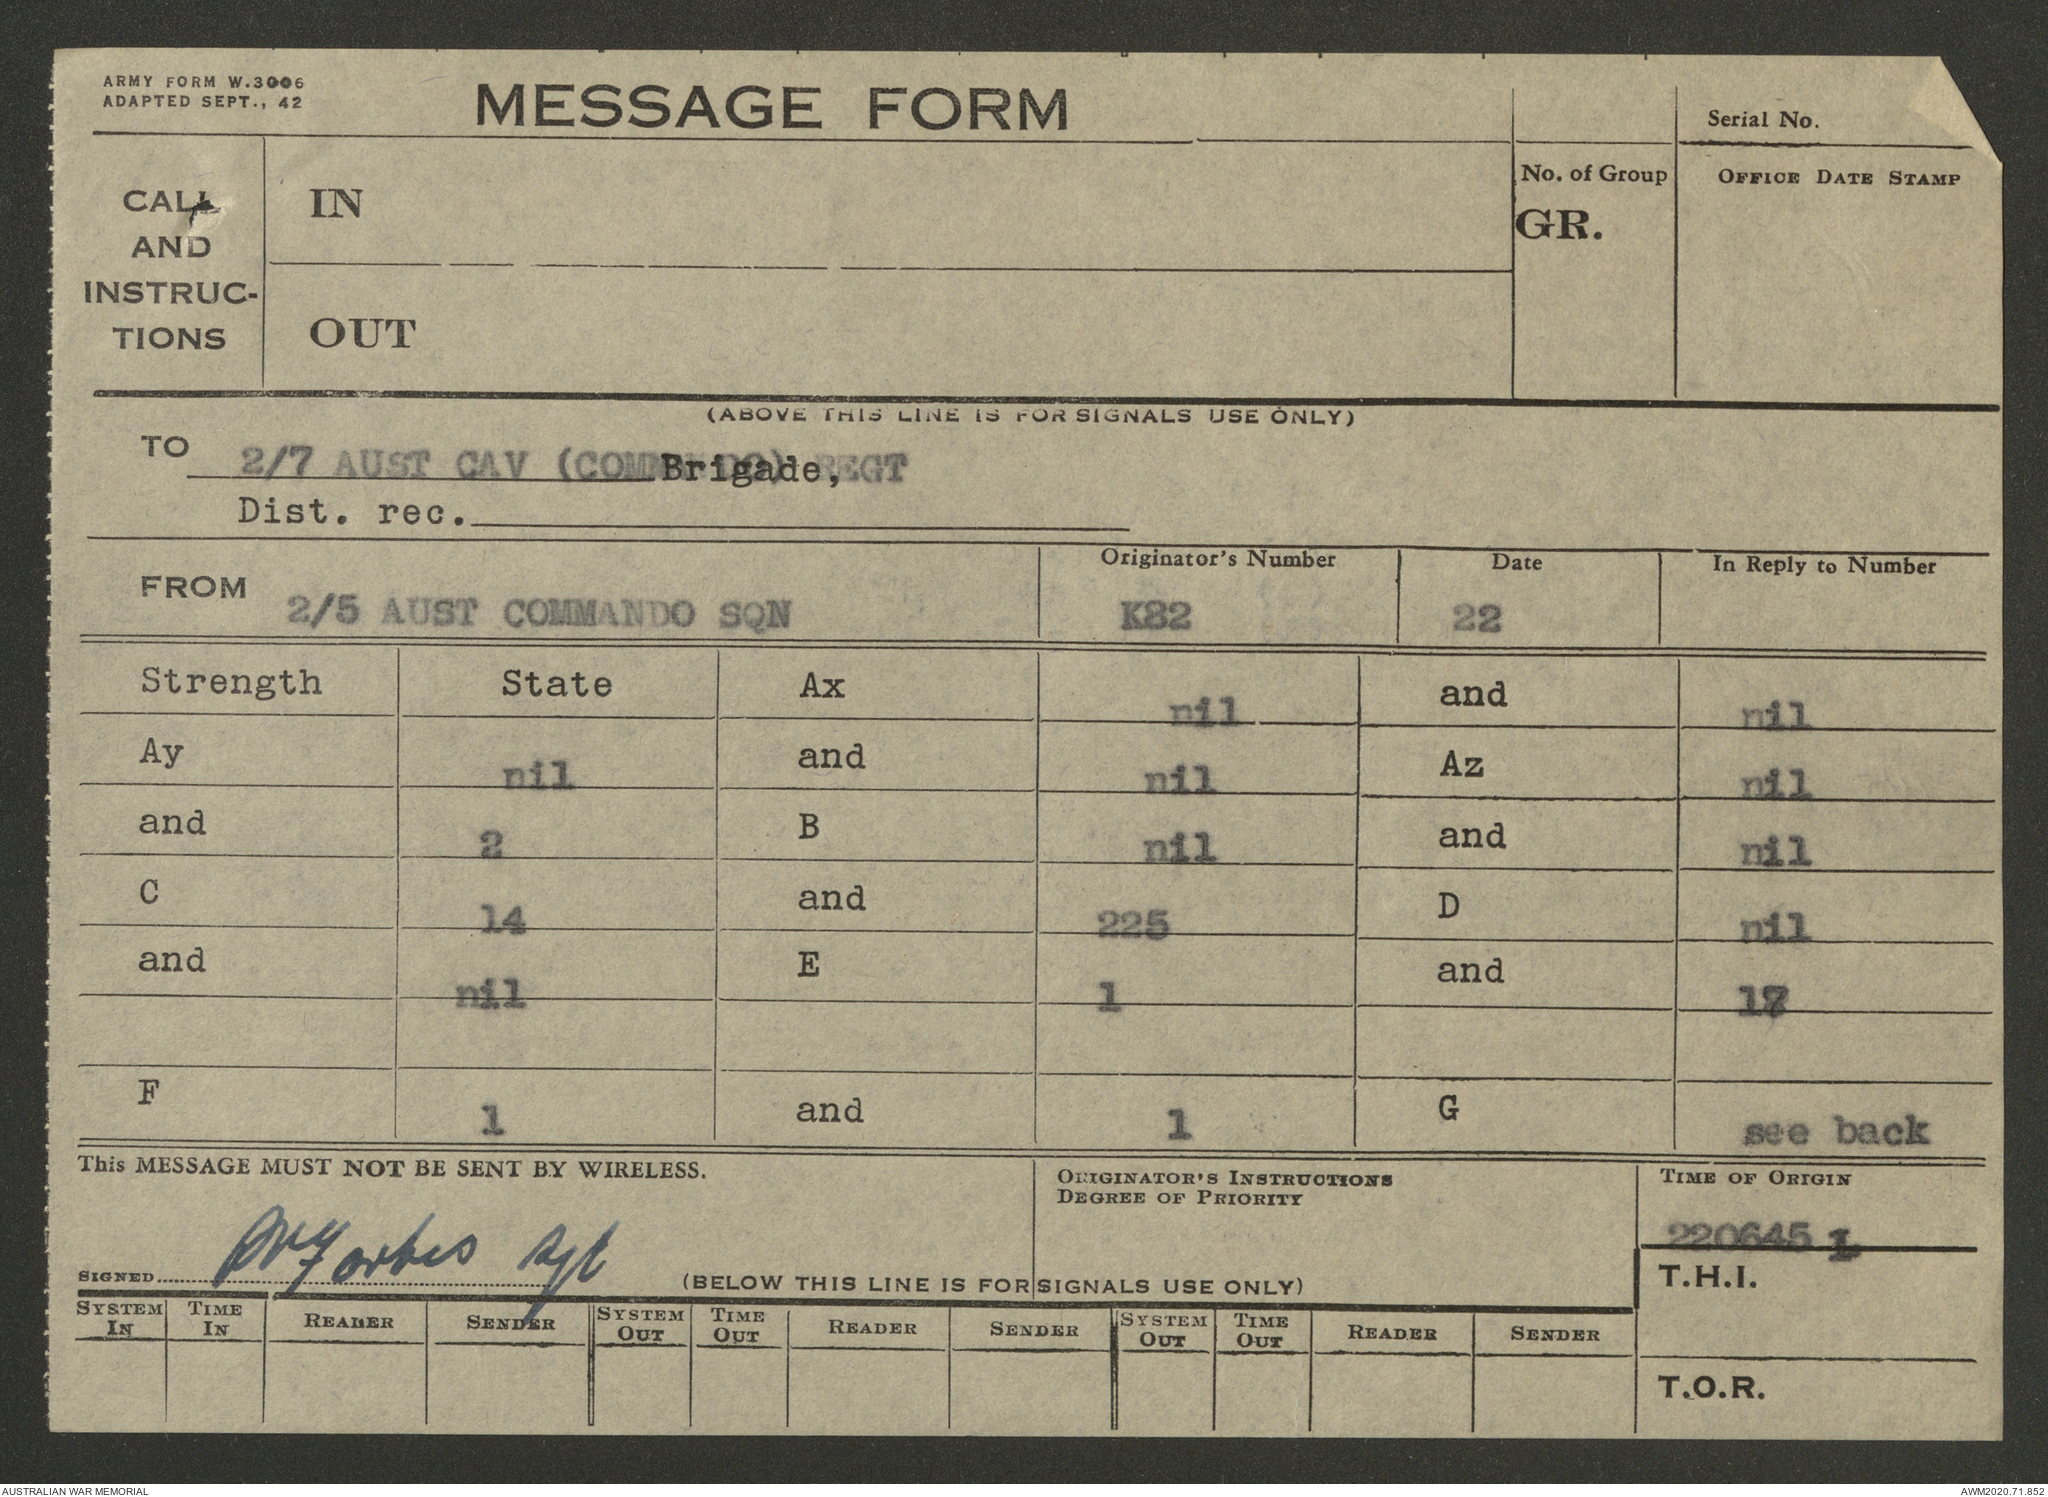 ARMY FORM W.3006
ADAPTED SEPT., 42
MESSAGE FORM
Serial No.
CALL
AND
INSTRUC-
TIONS
IN
OUT
No. of Group
GR.
OFFICE DATE STAMP
(ABOVE THIS LINE IS FOR SIGNALS USE ONLY)
TO 2/7 AUST CAV (COMMANDO) REGT
Brigade,
Dist. rec.
FROM 2/5 AUST COMMANDO SQN
Originator's Number K82
Date 22
In Reply to Number
Strength State Ax nil and nil
Ay nil and nil Az nil
and 2 B nil and nil
C 14 and 225 D nil
and nil E 1 and
F 1 and 1 G see back
This MESSAGE MUST NOT BE SENT BY WIRELESS.
ORIGINATOR'S INSTRUCTIONS
DEGREE OF PRIORITY
TIME OF ORIGIN
220645 L
SIGNED Forbes Sgt
(BELOW THIS LINE IS FOR SIGNALS USE ONLY)
T.H.I.
SYSTEM IN TIME IN READER SENDER SYSTEM OUT TIME OUT READER SENDER SYSTEM OUT TIME OUT READER SENDER
T.O.R.
AUSTRALIAN WAR MEMORIAL
AWM2020.71.852